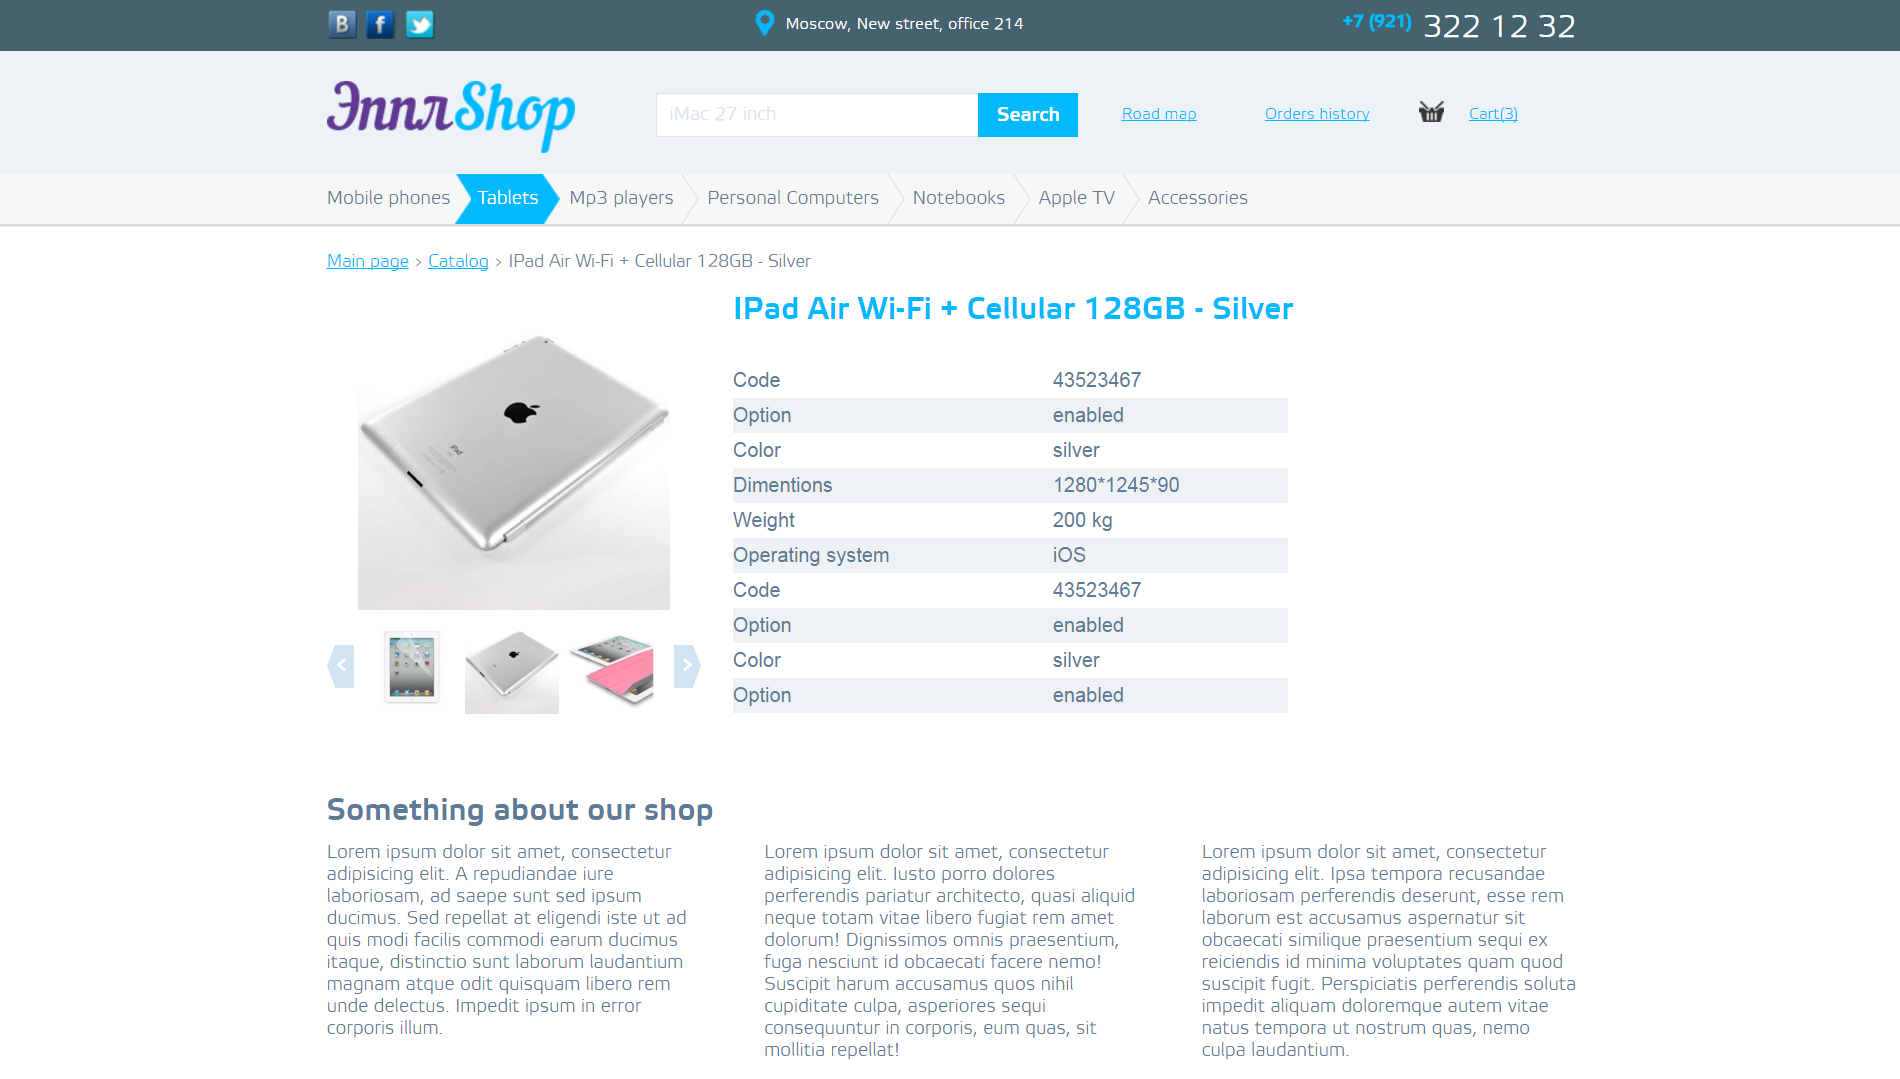 Moscow, New street, office 214
+7 (921) 322 12 32
ЭпплShop
iMac 27 inch
Search
Road map
Orders history
Cart(3)
Mobile phones
Tablets
Mp3 players
Personal Computers
Notebooks
Apple TV
Accessories
Main page > Catalog > IPad Air Wi-Fi + Cellular 128GB - Silver
IPad Air Wi-Fi + Cellular 128GB - Silver
Code 43523467
Option enabled
Color silver
Dimentions 1280*1245*90
Weight 200 kg
Operating system iOS
Code 43523467
Option enabled
Color silver
Option enabled
iPad
Something about our shop
Lorem ipsum dolor sit amet, consectetur
adipisicing elit. A repudiandae iure
laboriosam, ad saepe sunt sed ipsum
ducimus. Sed repellat at eligendi iste ut ad
quis modi facilis commodi earum ducimus
itaque, distinctio sunt laborum laudantium
magnam atque odit quisquam libero rem
unde delectus. Impedit ipsum in error
corporis illum.
Lorem ipsum dolor sit amet, consectetur
adipisicing elit. Iusto porro dolores
perferendis pariatur architecto, quasi aliquid
neque totam vitae libero fugiat rem amet
dolorum! Dignissimos omnis praesentium,
fuga nesciunt id obcaecati facere nemo!
Suscipit harum accusamus quos nihil
cupiditate culpa, asperiores sequi
consequuntur in corporis, eum quas, sit
mollitia repellat!
Lorem ipsum dolor sit amet, consectetur
adipisicing elit. Ipsa tempora recusandae
laboriosam perferendis deserunt, esse rem
laborum est accusamus aspernatur sit
obcaecati similique praesentium sequi ex
reiciendis id minima voluptates quam quod
suscipit fugit. Perspiciatis perferendis soluta
impedit aliquam doloremque autem vitae
natus tempora ut nostrum quas, nemo
culpa laudantium.